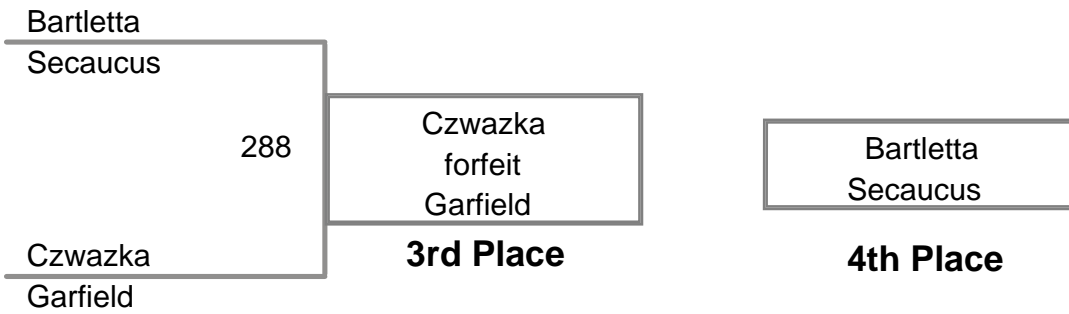 Bartletta
Secaucus
288
Czwazka
Garfield
Czwazka
forfeit
Garfield
3rd Place
Bartletta
Secaucus
4th Place